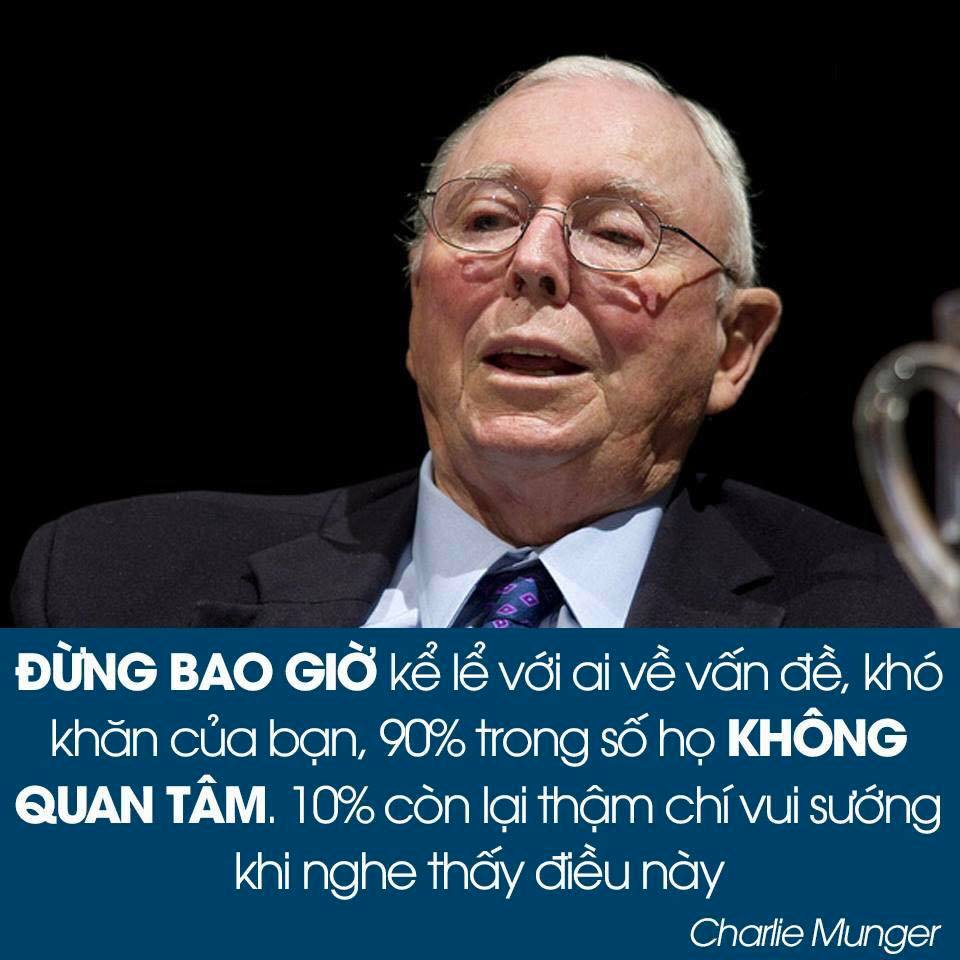 ĐỪNG BAO GIỜ kể lể với ai về vấn đề, khó
khăn của bạn, 90% trong số họ KHÔNG
QUAN TÂM. 10% còn lại thậm chí vui sướng
khi nghe thấy điều này
Charlie Munger